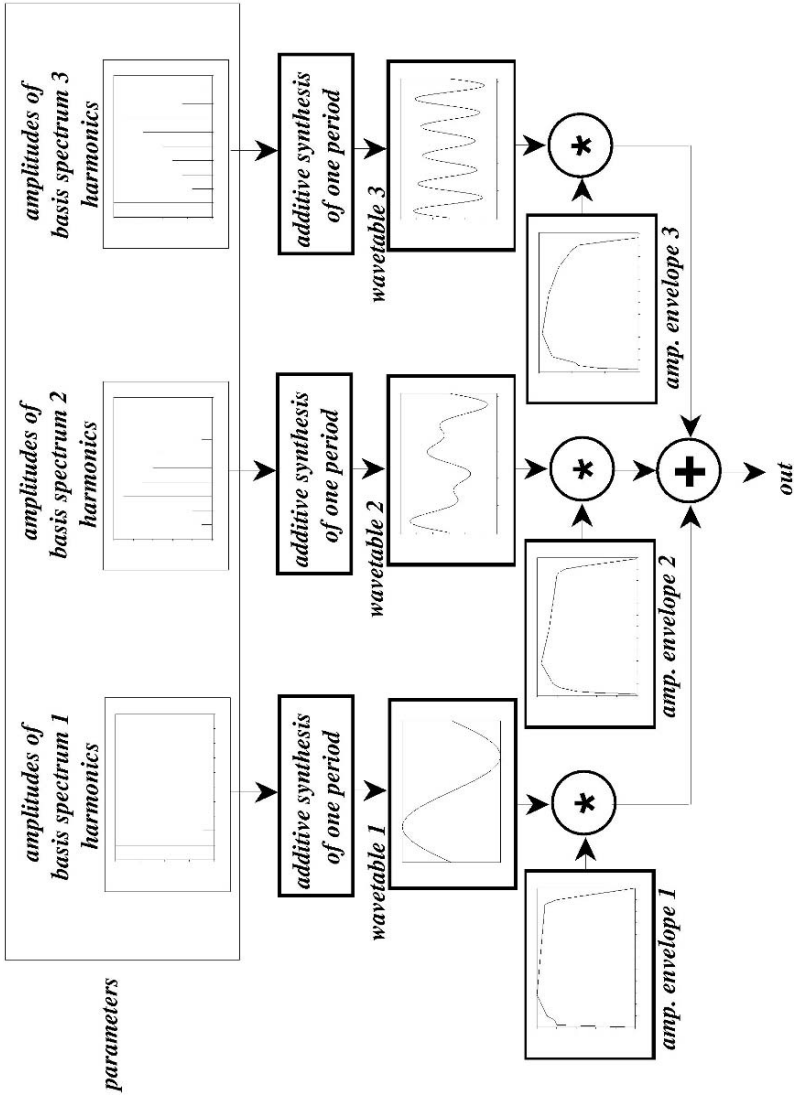 parameters
amplitudes of
basis spectrum 1
harmonics
amplitudes of
basis spectrum 2
harmonics
amplitudes of
basis spectrum 3
harmonics
additive synthesis
of one period
additive synthesis
of one period
additive synthesis
of one period
wavetable 1
wavetable 2
wavetable 3
*
*
*
amp. envelope 1
amp. envelope 2
amp. envelope 3
+
out